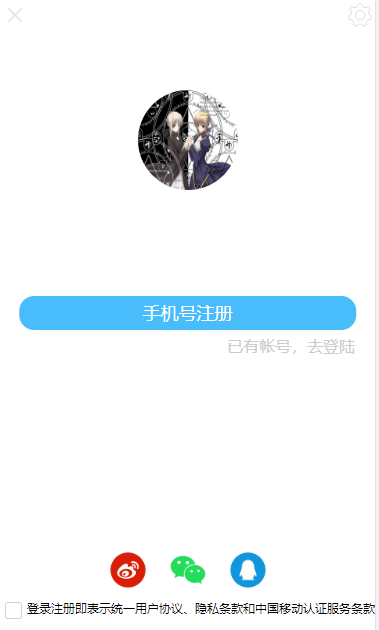 手机号注册
已有帐号，去登陆
登录注册即表示统一用户协议、隐私条款和中国移动认证服务条款